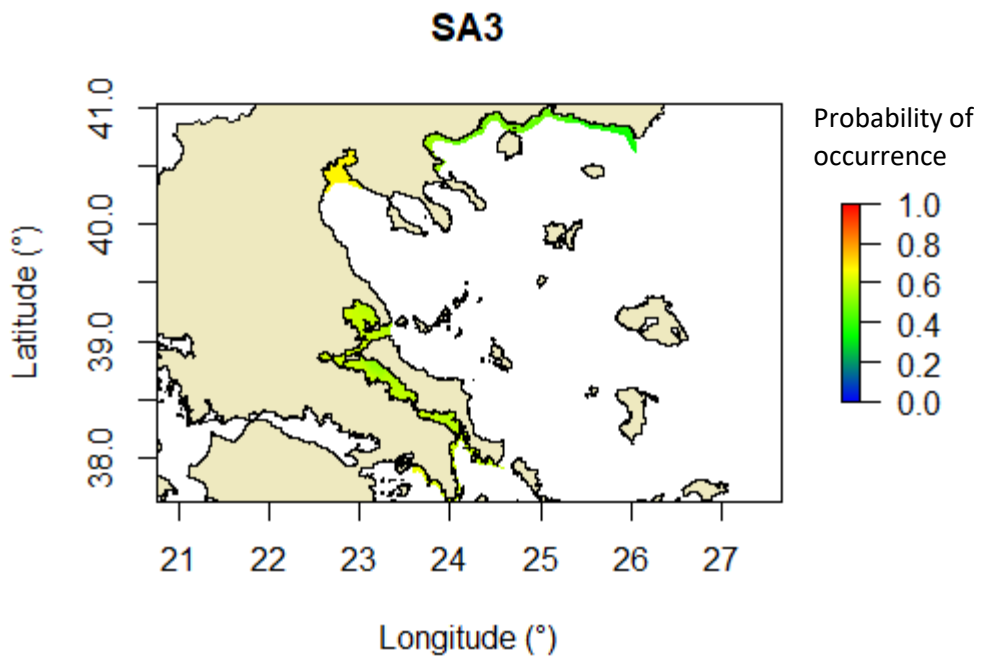 SA3
Probability of
occurrence
1.0
0.8
0.6
0.4
0.2
0.0
Latitude (°)
41.0
40.0
39.0
38.0
21 22 23 24 25 26 27
Longitude (°)